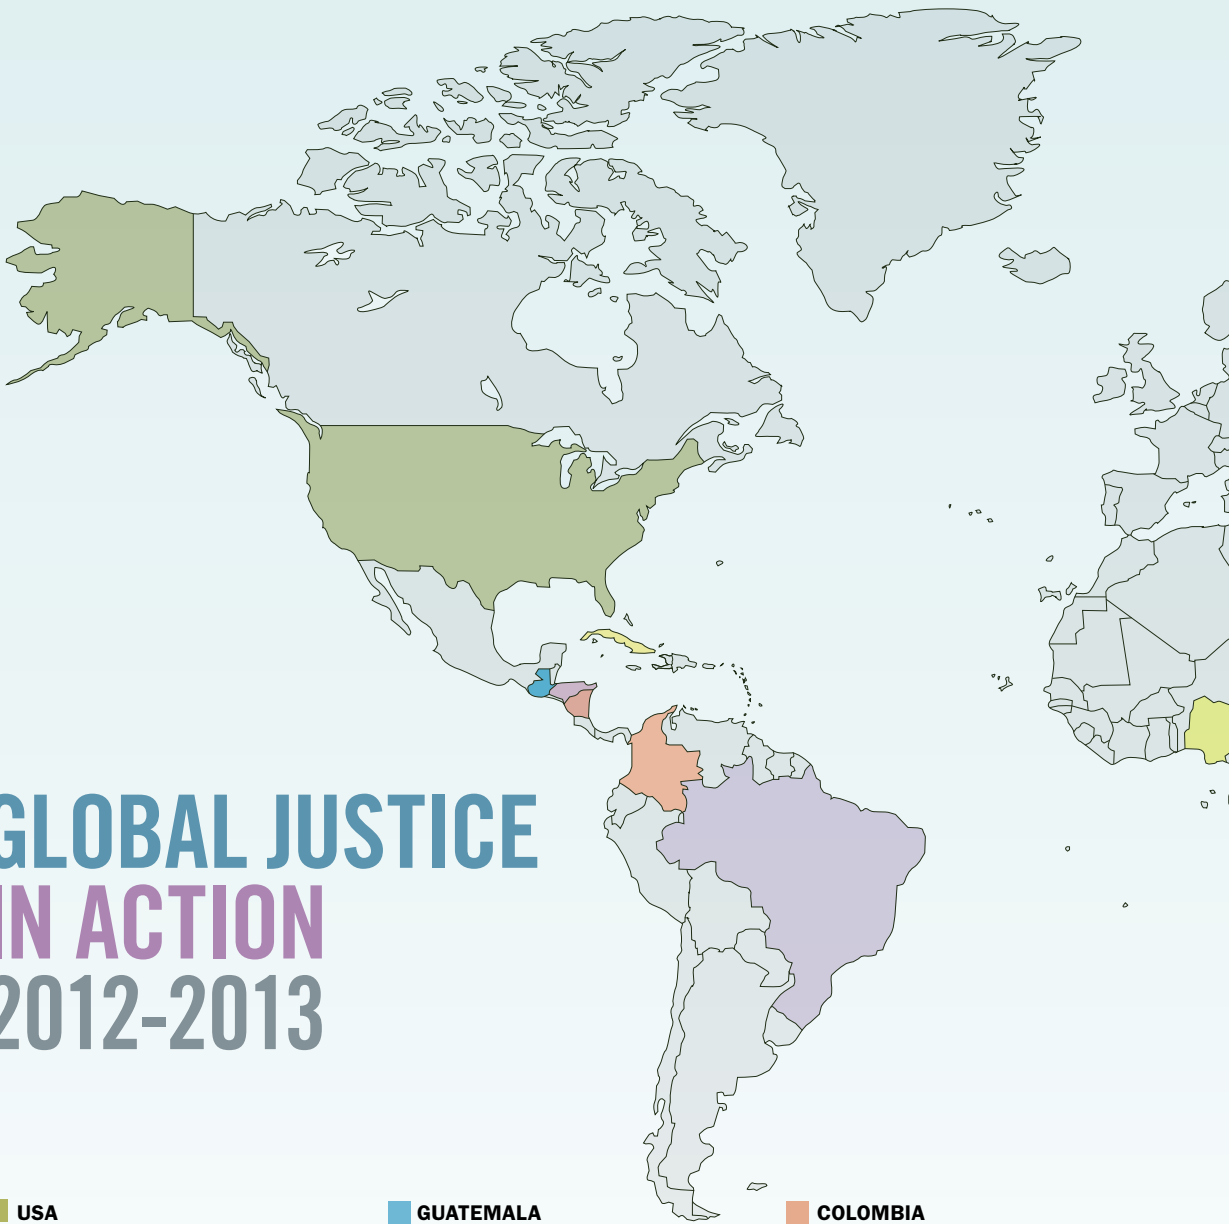 GLOBAL JUSTICE
IN ACTION
2012-2013
USA
GUATEMALA
COLOMBIA